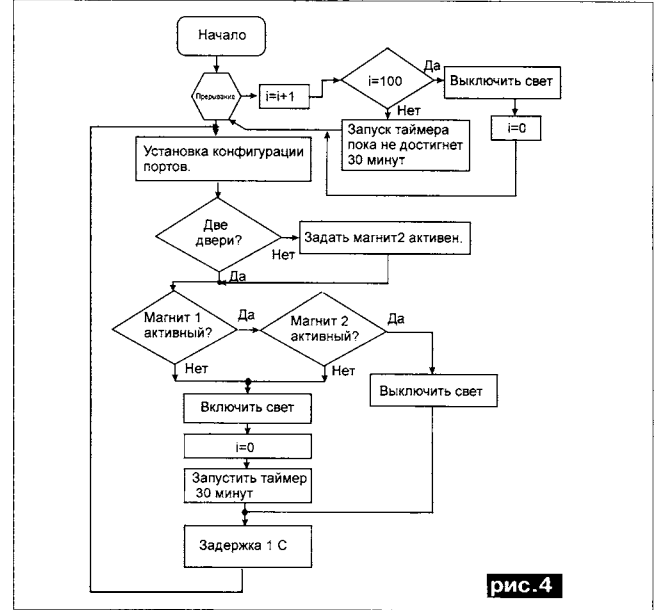 Начало
Прерывание
i=i+1
i=100
Да
Выключить свет
Нет
Запуск таймера
пока не достигнет
30 минут
i=0
Установка конфигурации
портов.
Две
двери?
Нет
Задать магнит2 активен.
Да
Магнит 1
активный?
Да
Магнит 2
активный?
Да
Нет
Нет
Выключить свет
Включить свет
i=0
Запустить таймер
30 минут
Задержка 1 С
рис.4